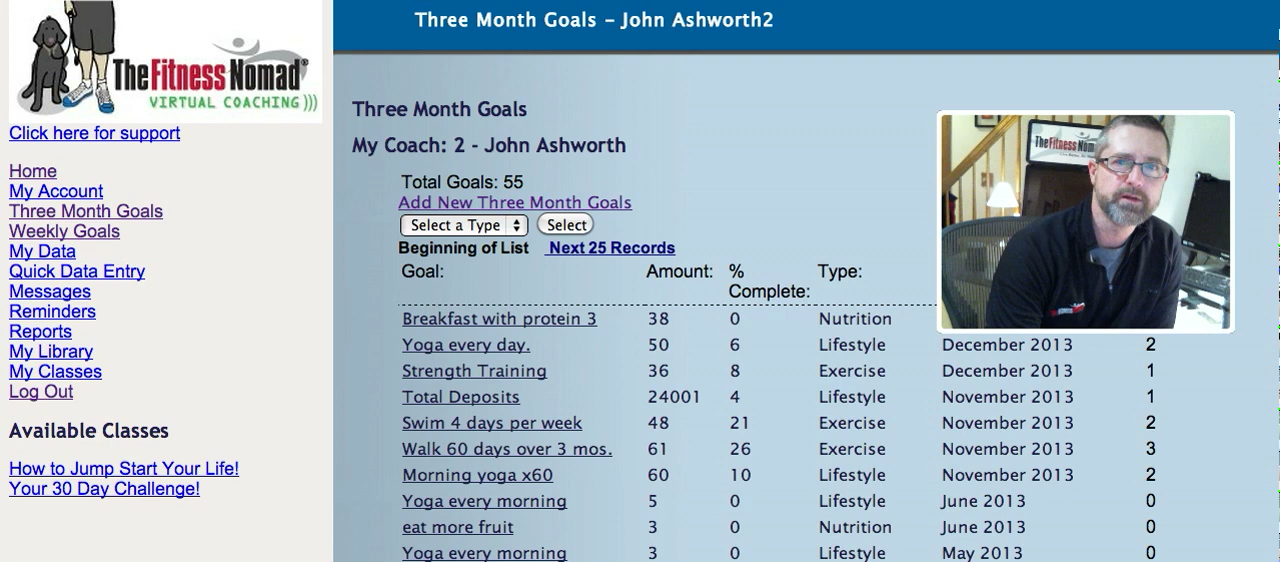 TheFitness Nomad®
VIRTUAL COACHING )))
Click here for support
Home
My Account
Three Month Goals
Weekly Goals
My Data
Quick Data Entry
Messages
Reminders
Reports
My Library
My Classes
Log Out
Available Classes
How to Jump Start Your Life!
Your 30 Day Challenge!
Three Month Goals - John Ashworth2
Three Month Goals
My Coach: 2 - John Ashworth
TheFitness Nom
Total Goals: 55
Add New Three Month Goals
Select a Type Select
Beginning of List Next 25 Records
Goal: Amount: % Complete: Type:
Breakfast with protein 3 38 0 Nutrition
Yoga every day. 50 6 Lifestyle December 2013 2
Strength Training 36 8 Exercise December 2013 1
Total Deposits 24001 4 Lifestyle November 2013 1
Swim 4 days per week 48 21 Exercise November 2013 2
Walk 60 days over 3 mos. 61 26 Exercise November 2013 3
Morning yoga x60 60 10 Lifestyle November 2013 2
Yoga every morning 5 0 Lifestyle June 2013 0
eat more fruit 3 0 Nutrition June 2013 0
Yoga every morning 3 0 Lifestyle May 2013 0